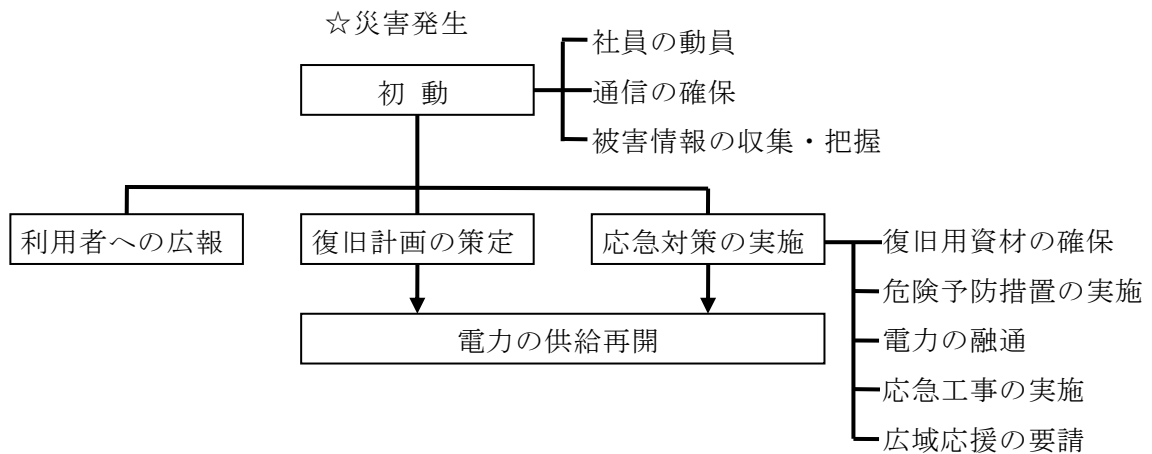 ☆災害発生
初 動
社員の動員
通信の確保
被害情報の収集・把握
利用者への広報
復旧計画の策定
応急対策の実施
復旧用資材の確保
危険予防措置の実施
電力の融通
応急工事の実施
広域応援の要請
電力の供給再開